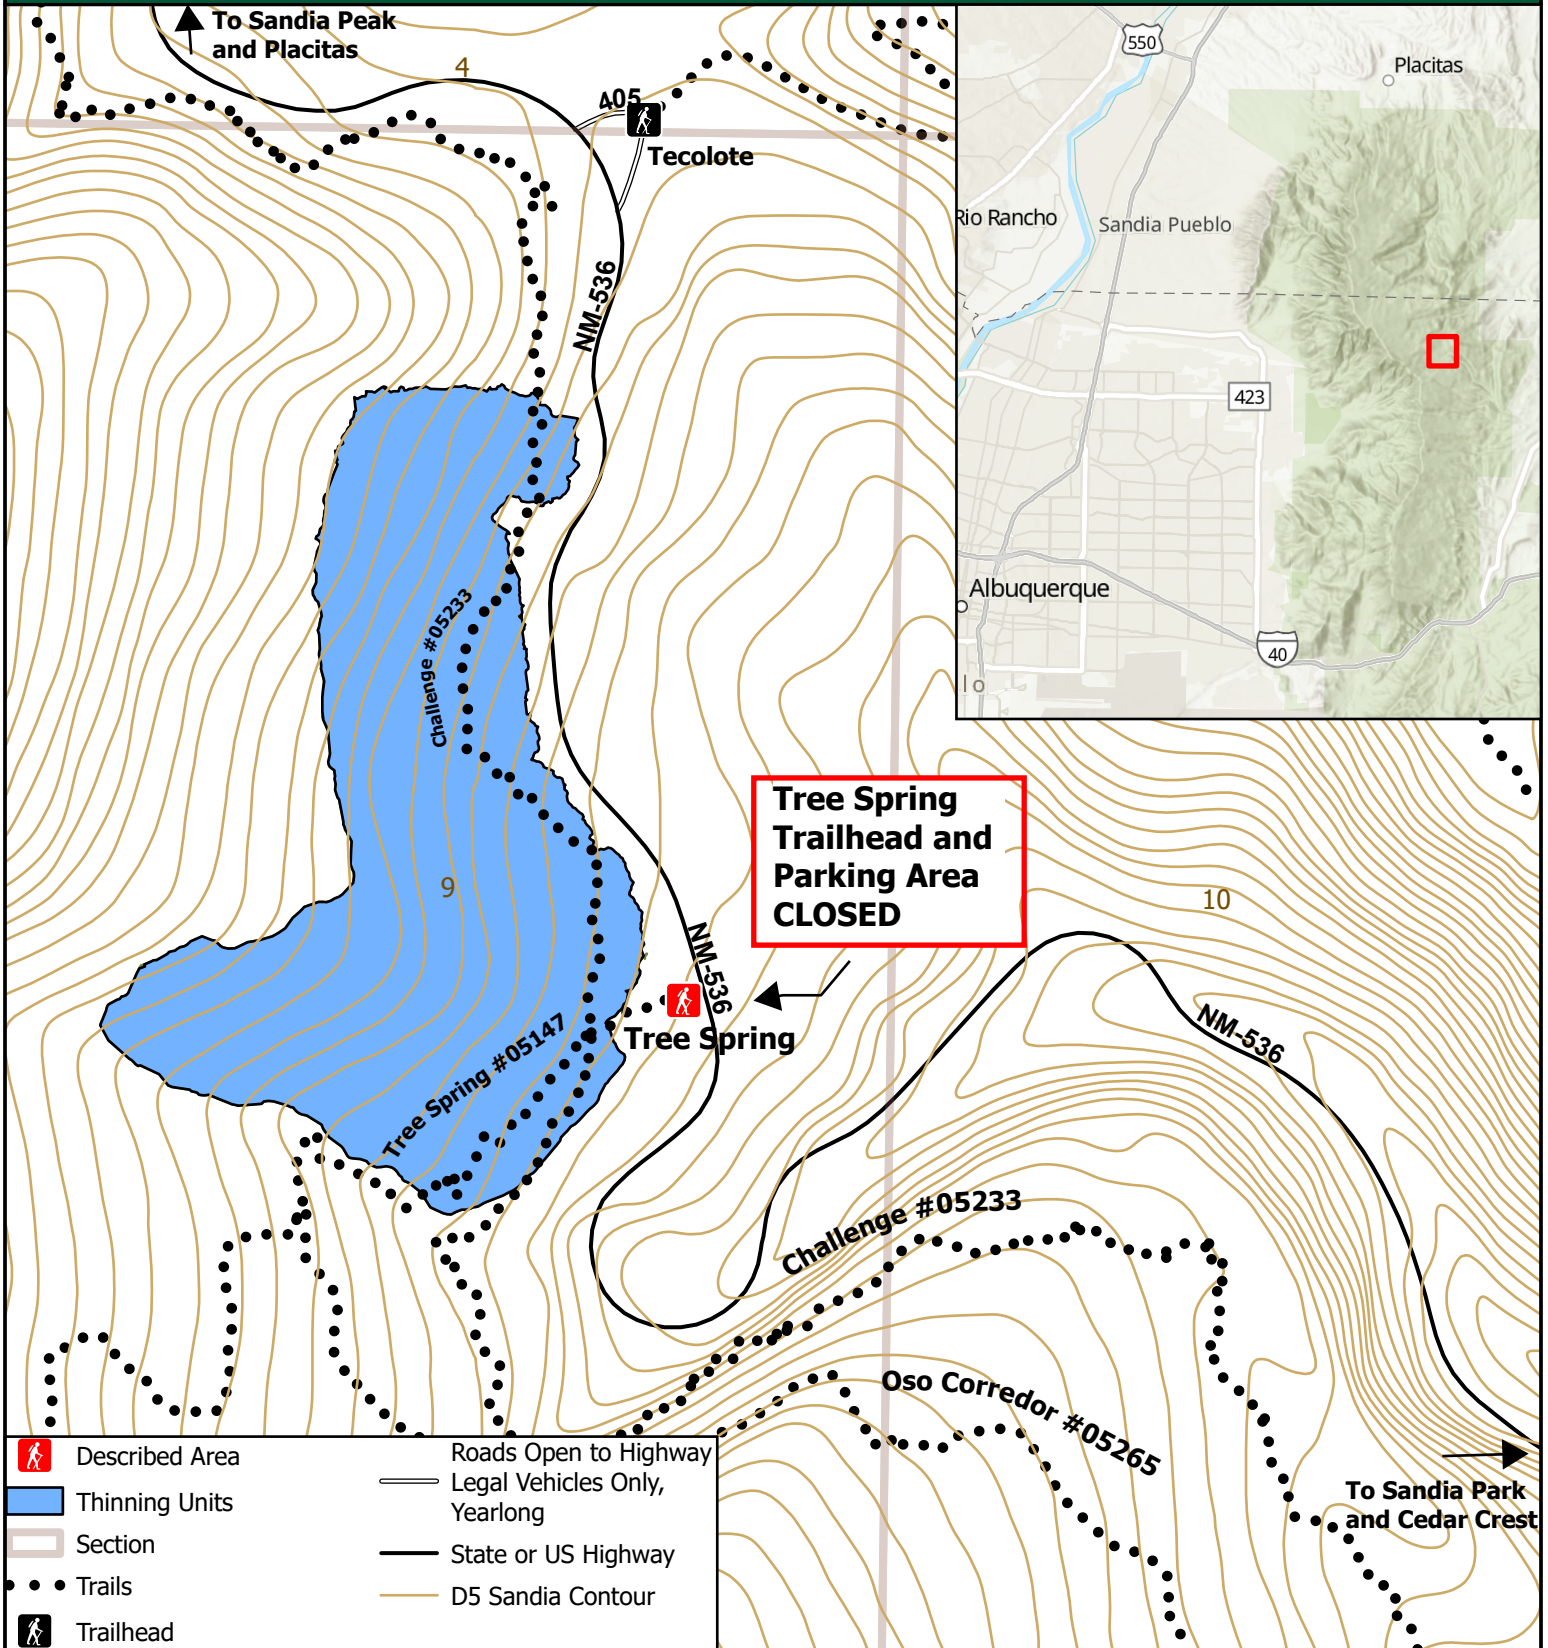 To Sandia Peak
and Placitas
4
405
Tecolote
NM-536
550
Placitas
Rio Rancho
Sandia Pueblo
423
Albuquerque
40
lo
Challenge #05233
Tree Spring
Trailhead and
Parking Area
CLOSED
9
10
NM-536
Tree Spring
NM-536
Tree Spring #05147
Challenge #05233
Oso Corredor #05265
To Sandia Park
and Cedar Crest
Described Area
Thinning Units
Section
Trails
Trailhead
Roads Open to Highway
Legal Vehicles Only,
Yearlong
State or US Highway
D5 Sandia Contour